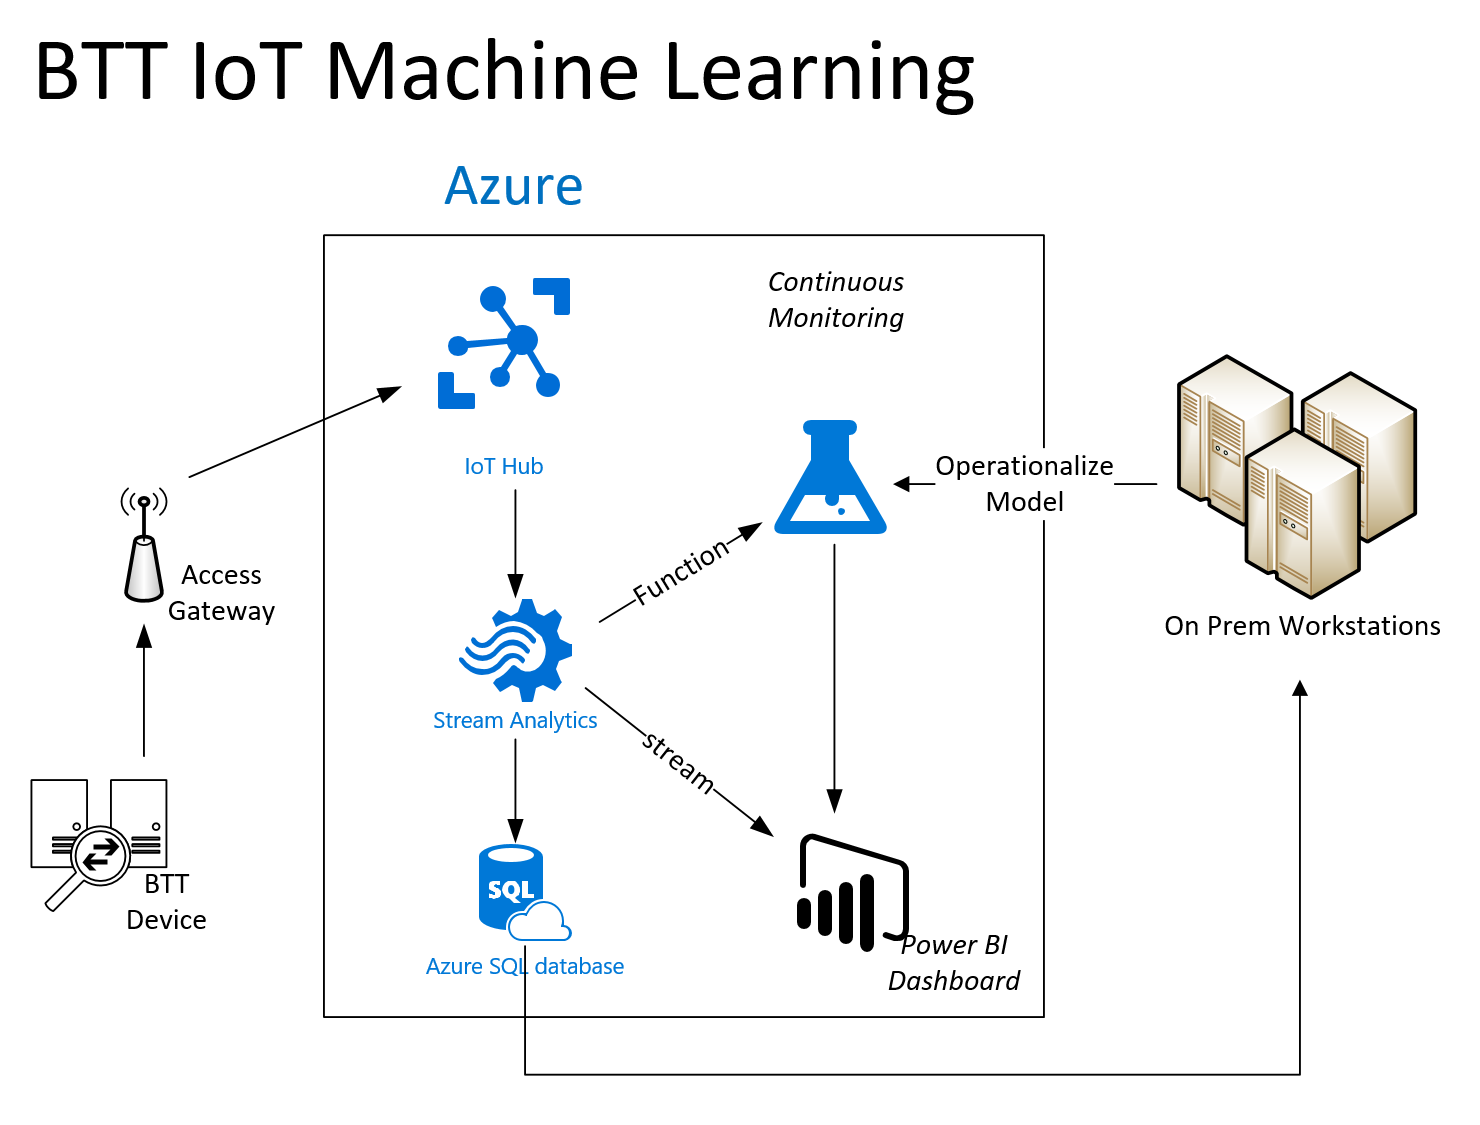 BTT IoT Machine Learning
Azure
Continuous
Monitoring
IoT Hub
Operationalize
Model
Function
Access
Gateway
On Prem Workstations
Stream Analytics
stream
BTT
Device
SQL
Azure SQL database
Power BI
Dashboard